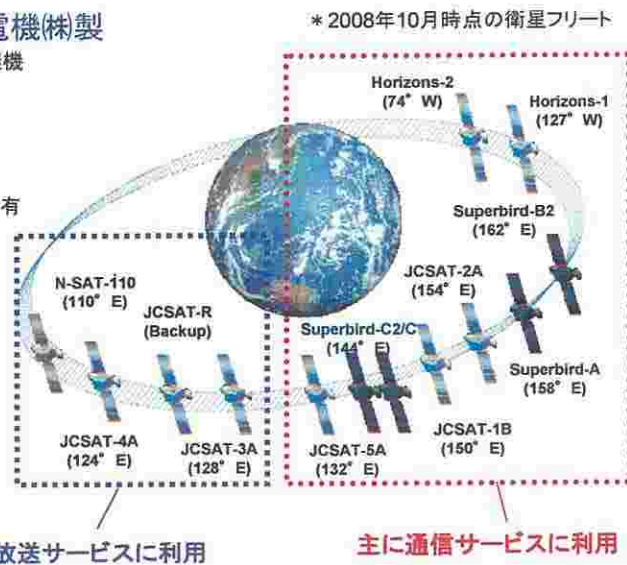 電機㈱製
*2008年10月時点の衛星フリート
機
Horizons-2
(74° W)
Horizons-1
(127° W)
有
Superbird-B2
(162° E)
N-SAT-110
(110° E)
JCSAT-R
(Backup)
JCSAT-2A
(154° E)
Superbird-C2/C
(144° E)
Superbird-A
(158° E)
JCSAT-4A
(124° E)
JCSAT-3A
(128° E)
JCSAT-5A
(132° E)
JCSAT-1B
(150° E)
放送サービスに利用
主に通信サービスに利用